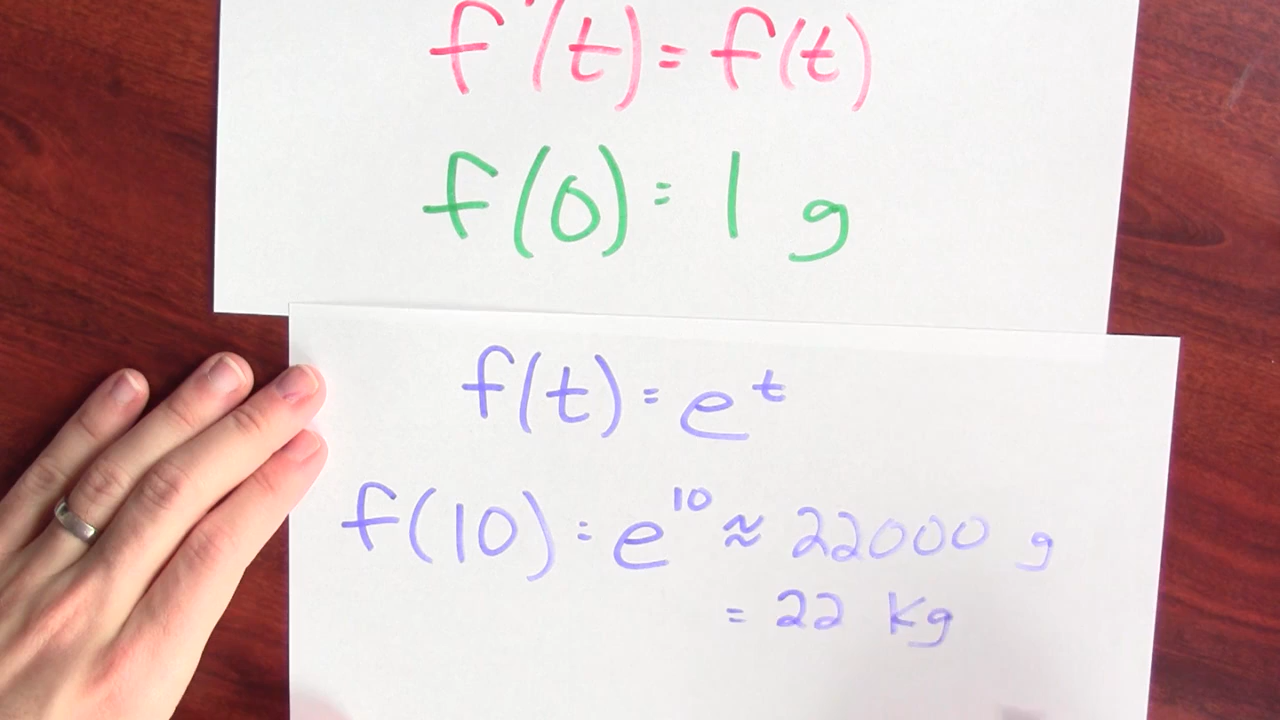 f'(t) = f(t)
f(0) = 1 g
f(t) = e^t
f(10) = e^10 ≈ 22000 g
= 22 Kg